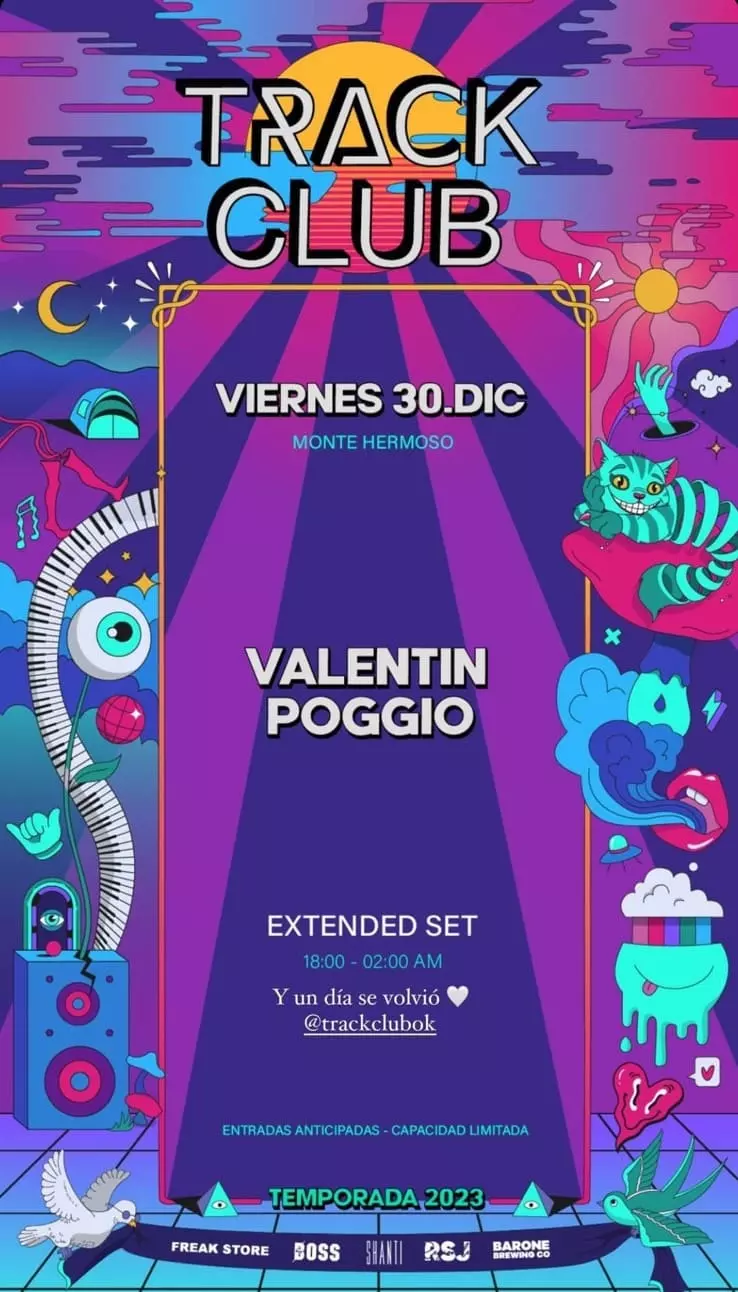 TRACK
CLUB
VIERNES 30.DIC
MONTE HERMOSO
VALENTIN
POGGIO
EXTENDED SET
18:00 - 02:00 AM
Y un día se volvió 🤍
@trackclubok
ENTRADAS ANTICIPADAS - CAPACIDAD LIMITADA
TEMPORADA 2023
FREAK STORE BOSS SHANTI RSJ BARONE
BREWING CO